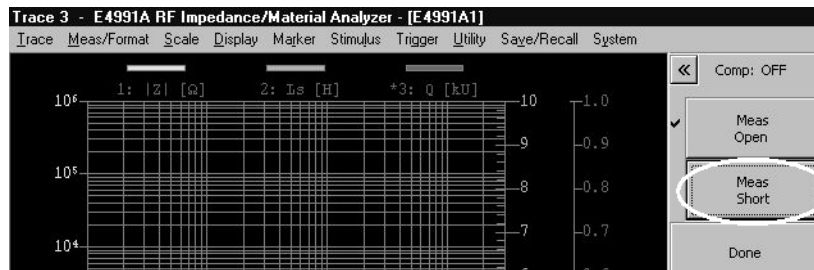 Trace 3 - E4991A RF Impedance/Material Analyzer - [E4991A1]
Trace Meas/Format Scale Display Marker Stimulus Trigger Utility Save/Recall System
« Comp: OFF
1: |Z| [Ω] 2: Ls [H] *3: Q [kU]
10⁶ 10 1.0
Meas
Open
9 0.9
10⁵
8 0.8
Meas
Short
7 0.7
10⁴
Done